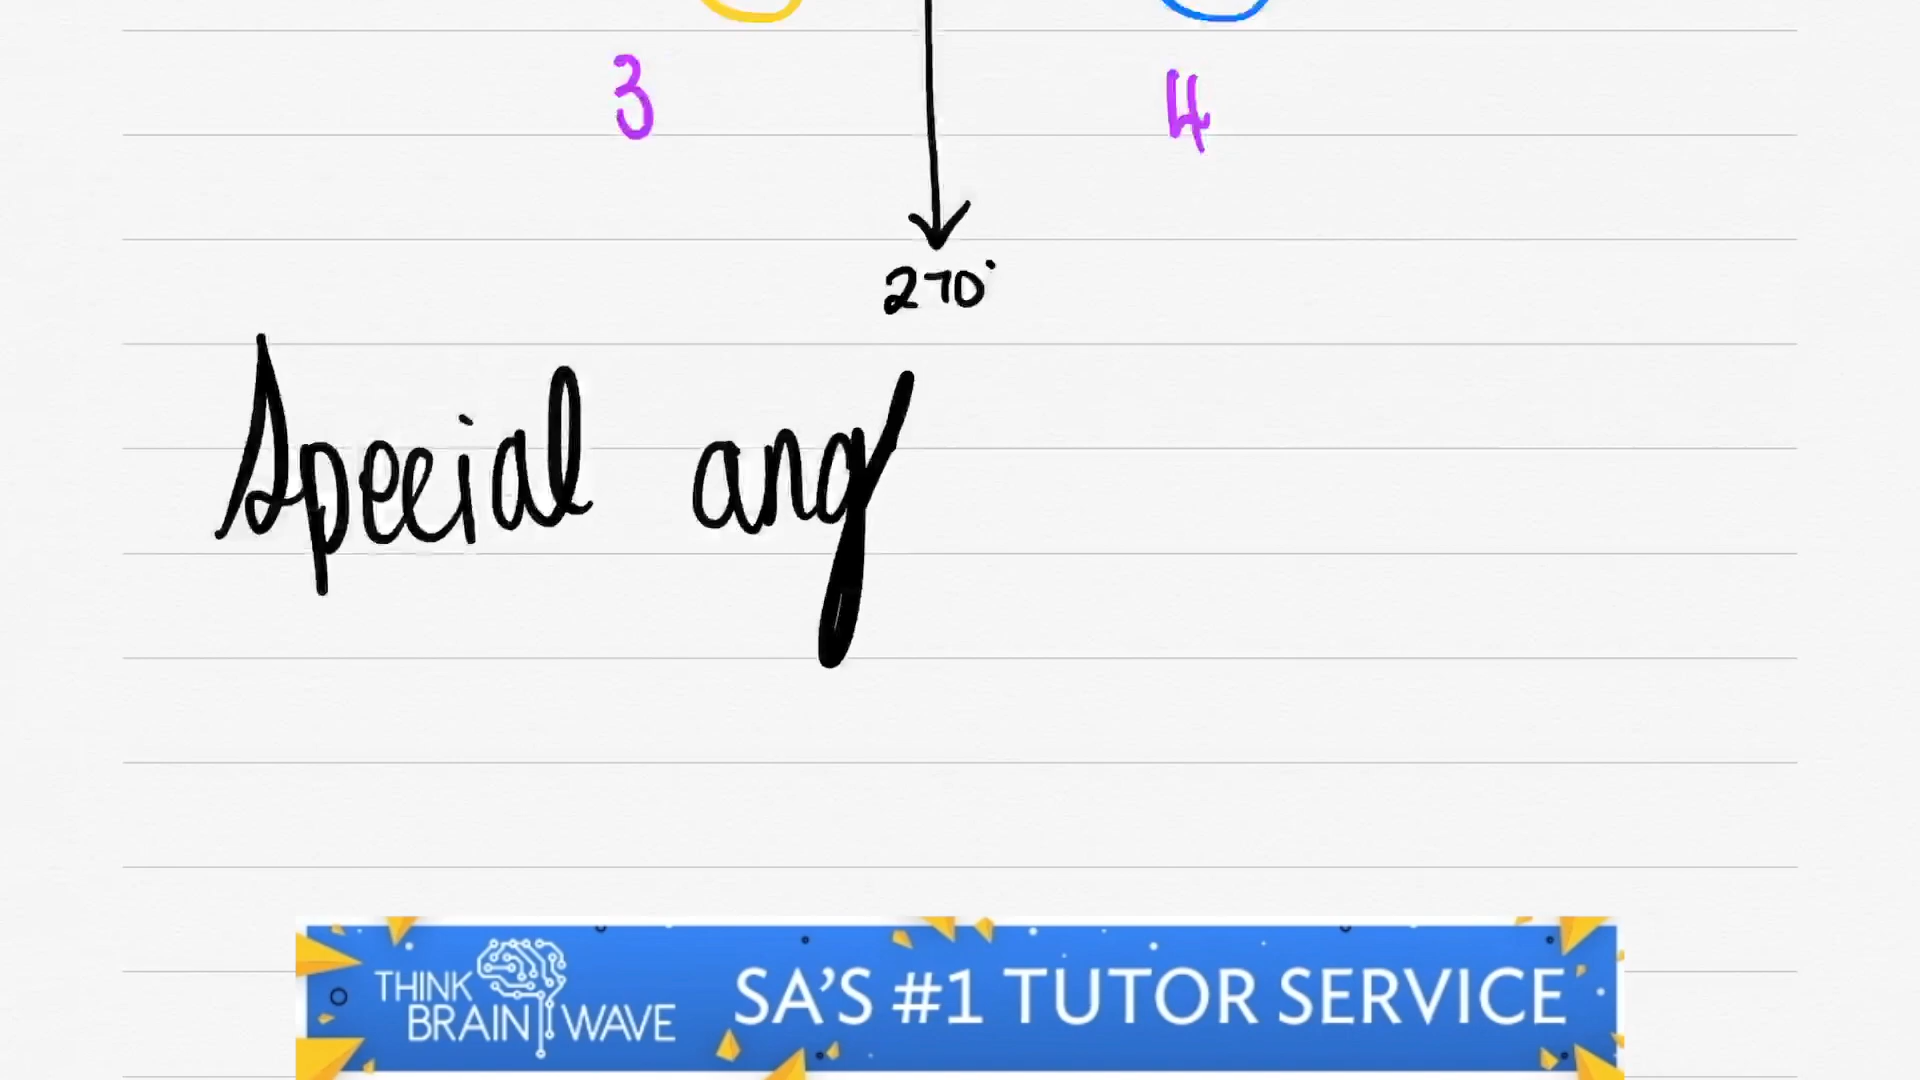 3 4
270°
Special ang
THINK BRAIN WAVE
SA'S #1 TUTOR SERVICE